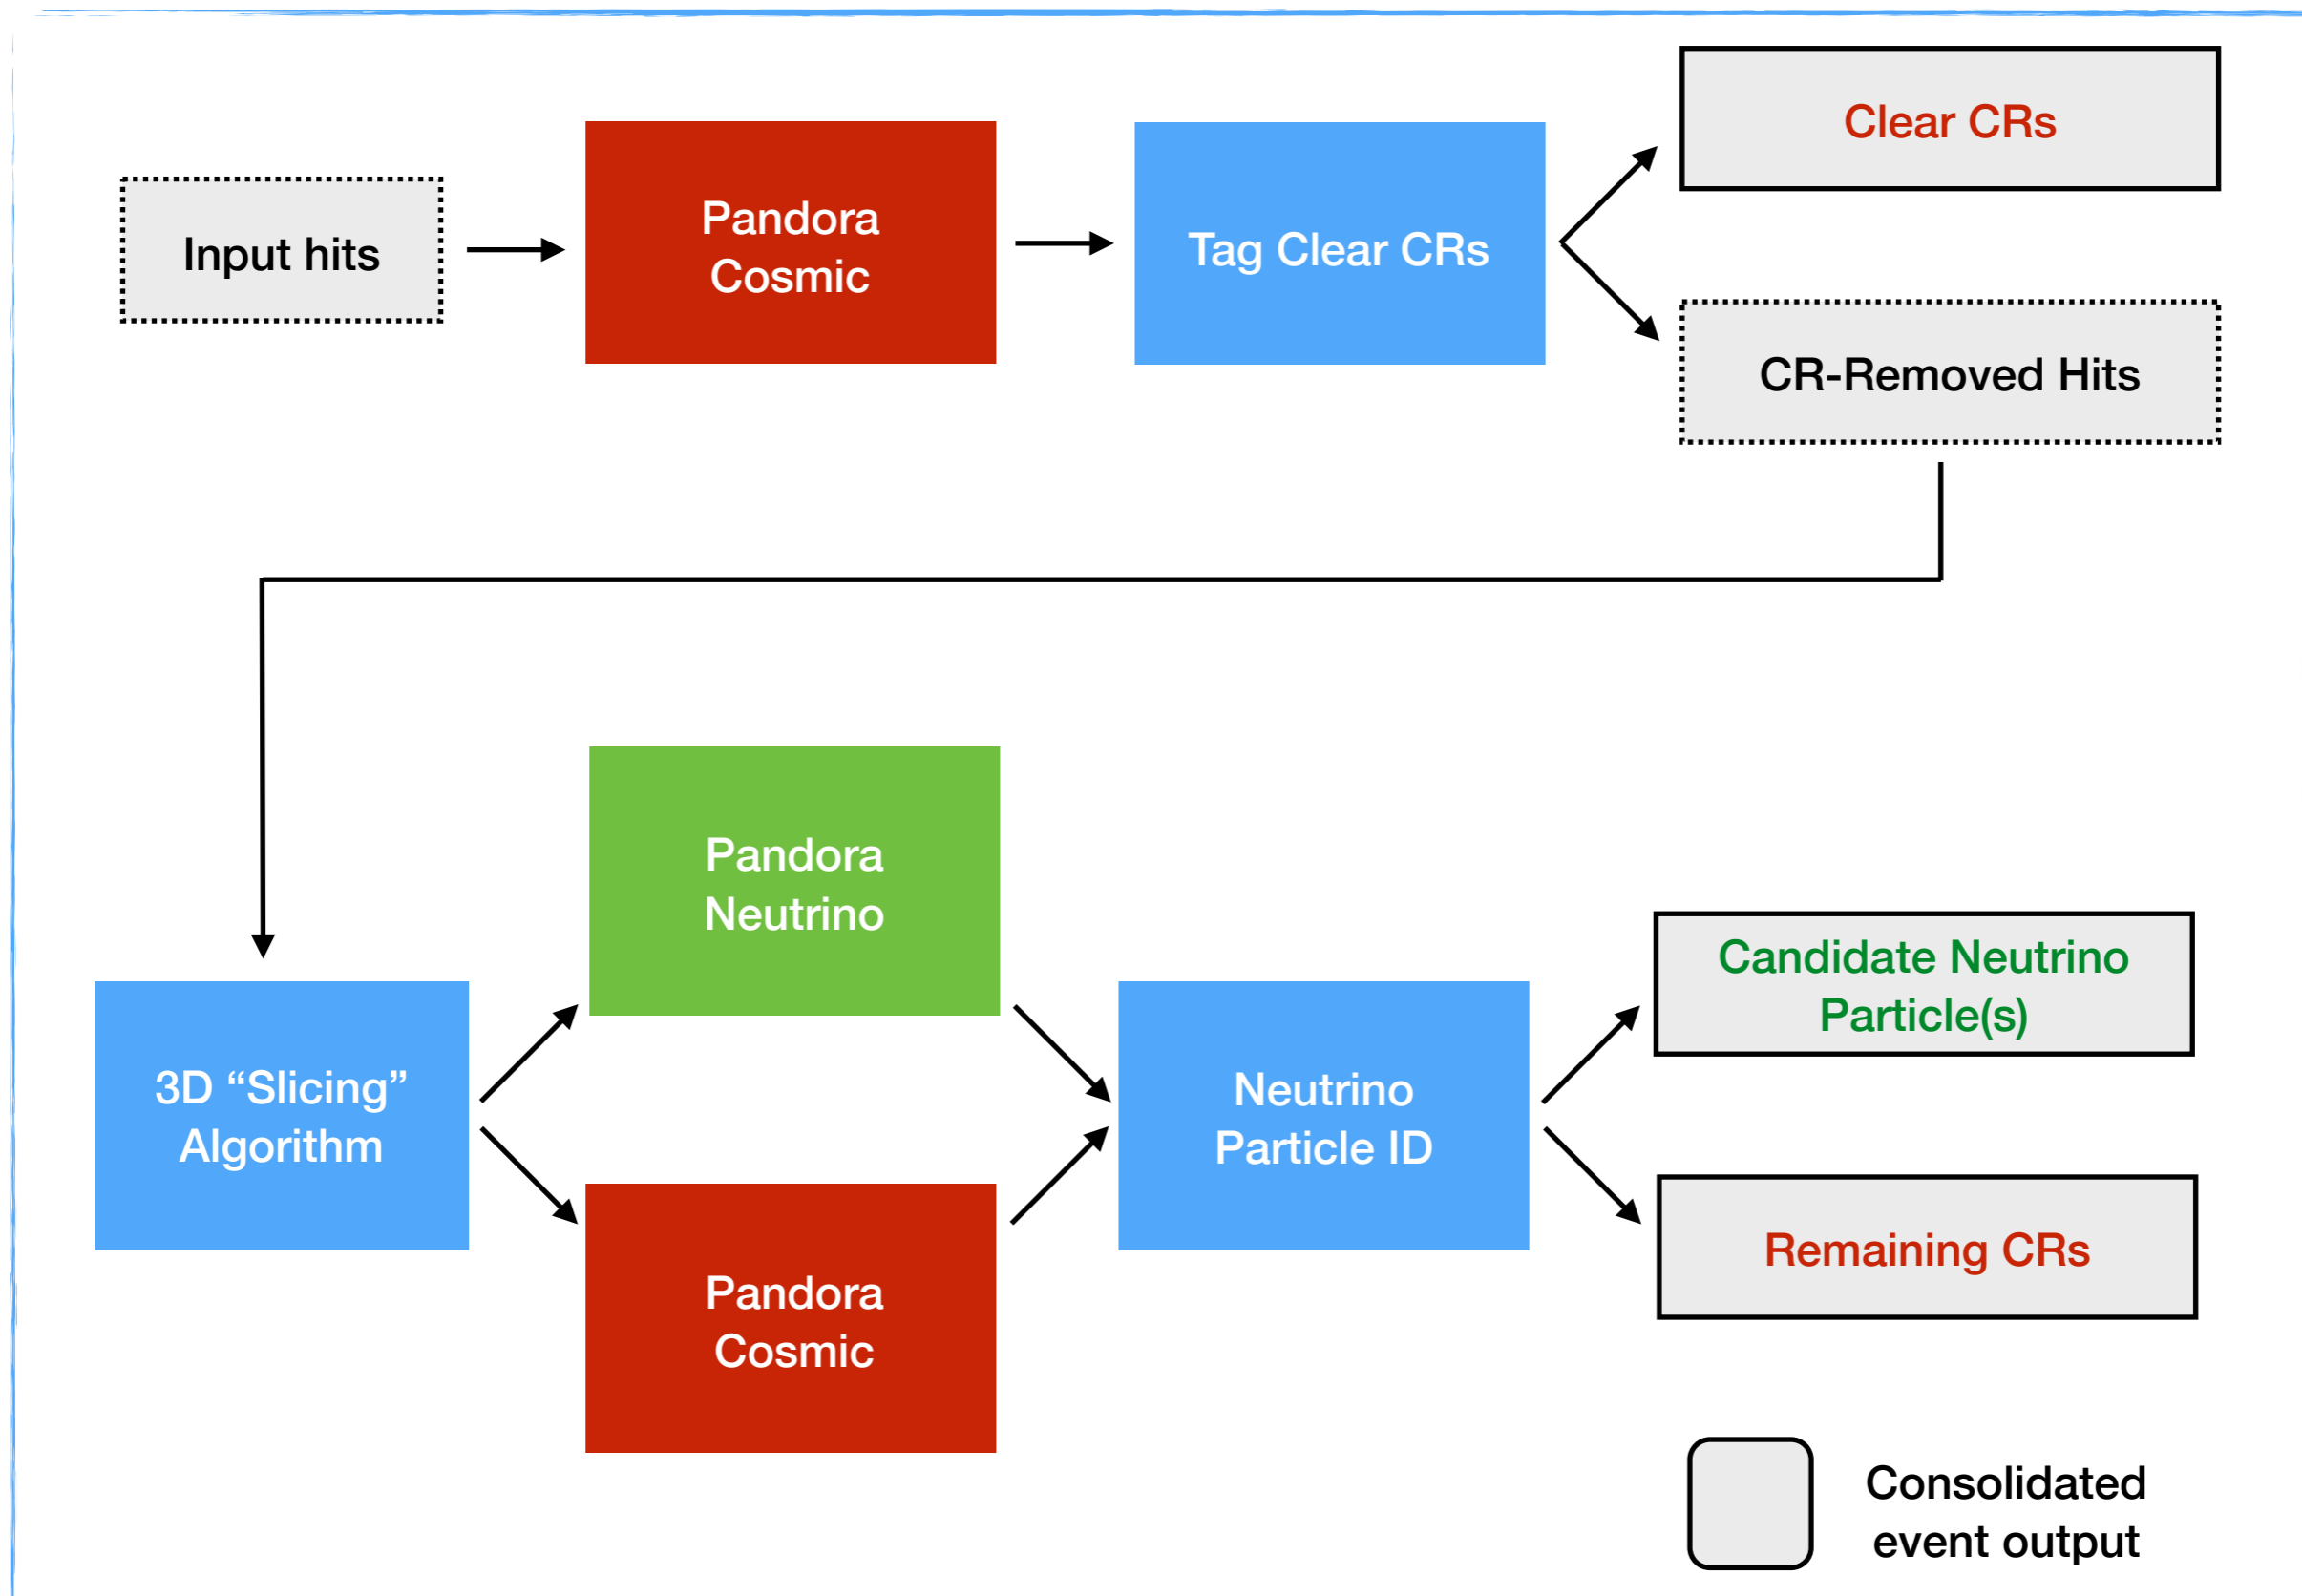 Input hits
Pandora
Cosmic
Tag Clear CRs
Clear CRs
CR-Removed Hits
3D “Slicing”
Algorithm
Pandora
Neutrino
Pandora
Cosmic
Neutrino
Particle ID
Candidate Neutrino
Particle(s)
Remaining CRs
Consolidated
event output